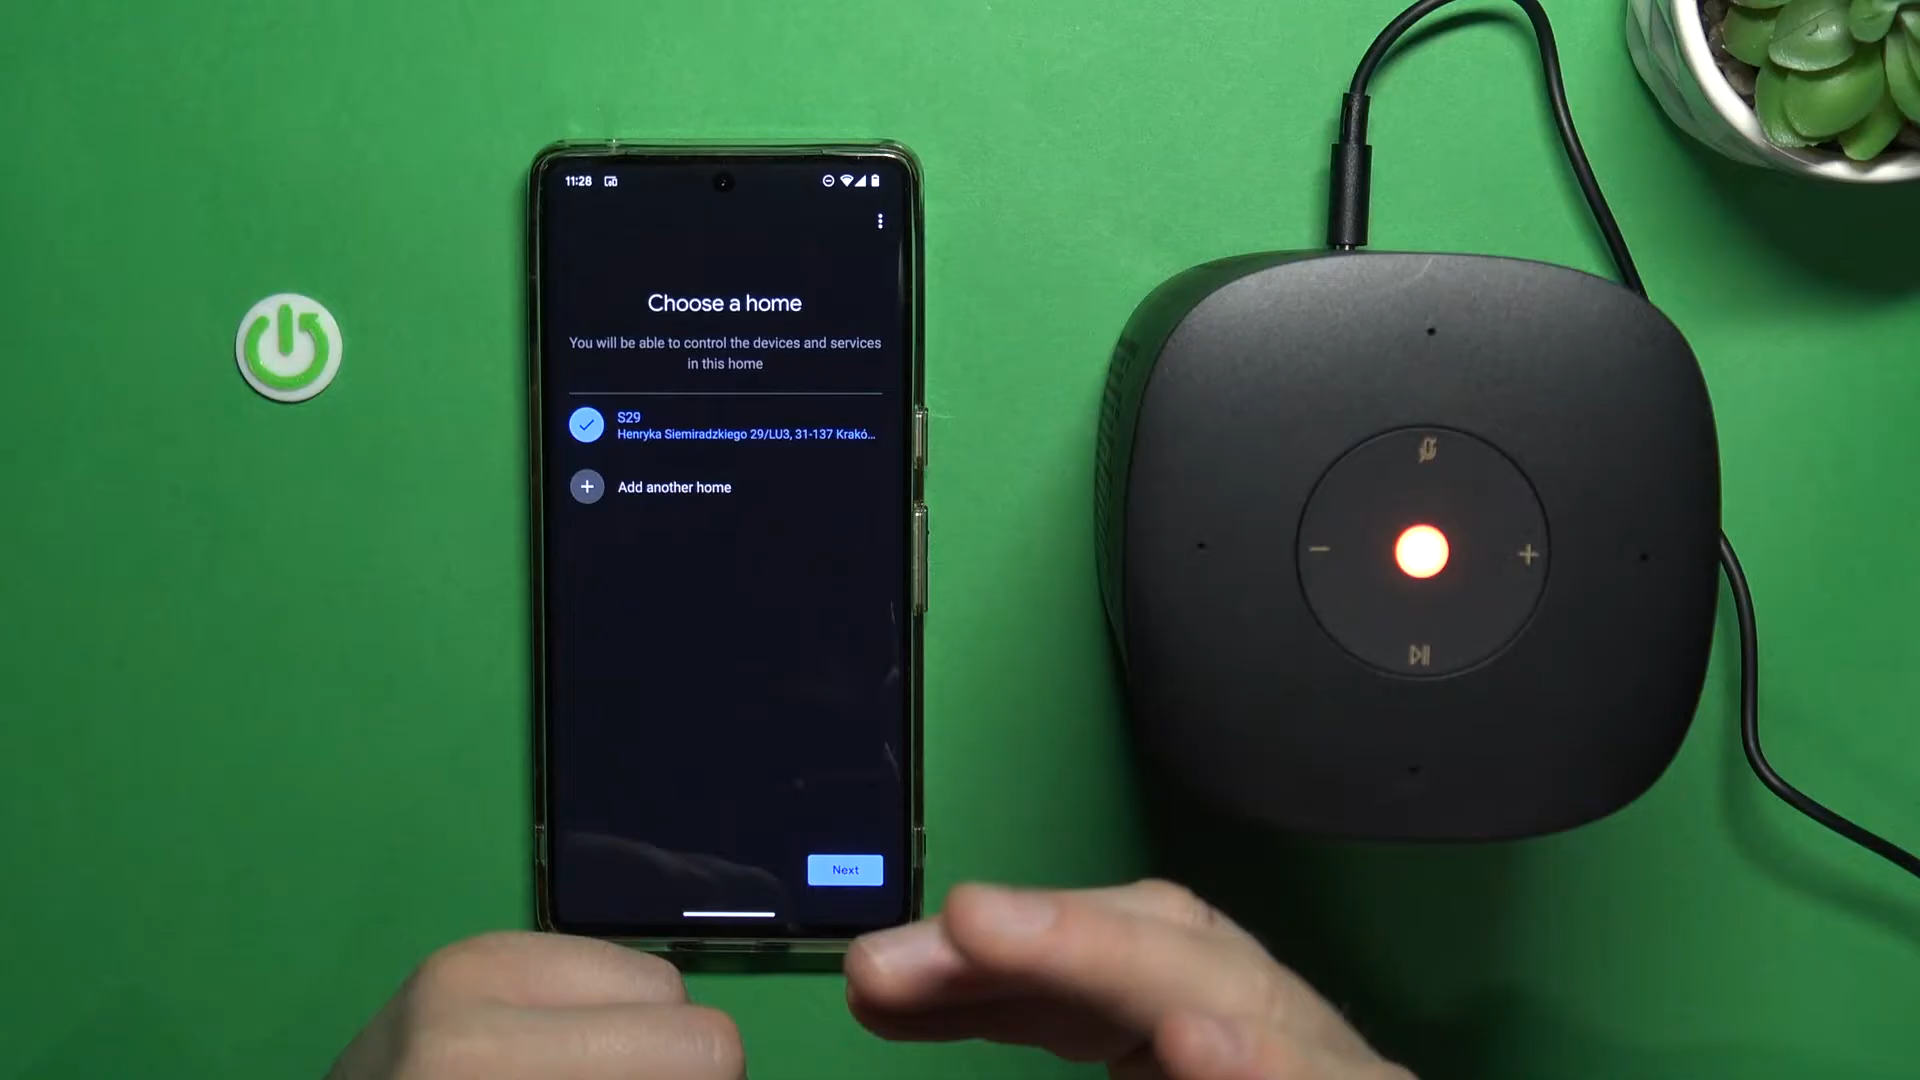 11:28
Choose a home
You will be able to control the devices and services
in this home
S29
Henryka Siemiradzkiego 29/LU3, 31-137 Krakó...
Add another home
Next